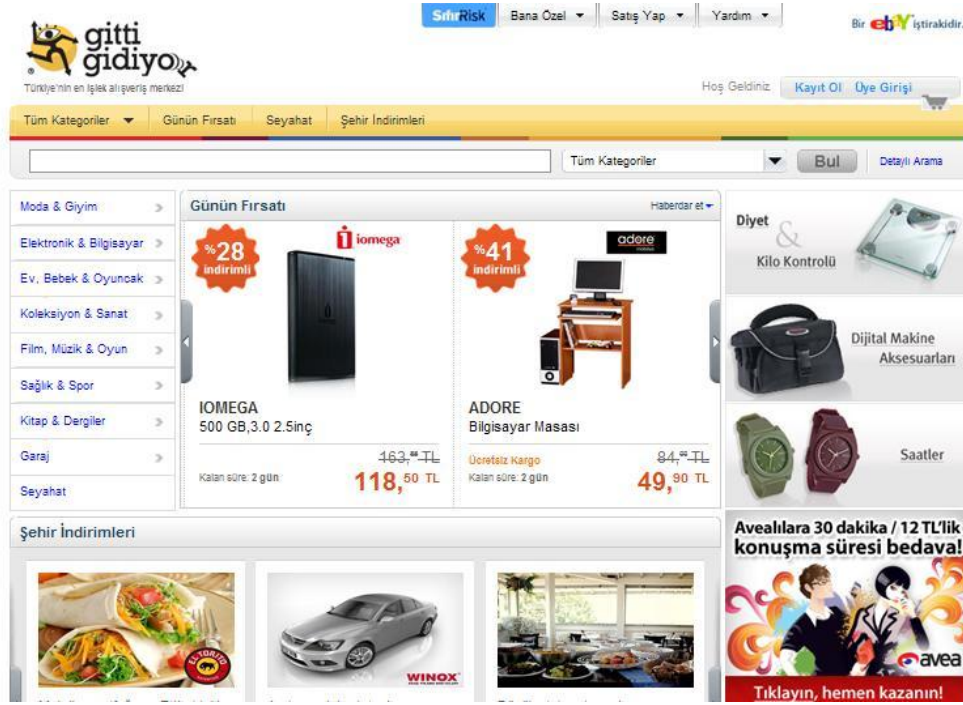 SıfırRisk Bana Özel Satış Yap Yardım
Bir ebay iştirakidir.
gitti
gidiyor
Türkiye'nin en işlek alışveriş merkezi
Hoş Geldiniz Kayıt Ol Üye Girişi
Tüm Kategoriler Günün Fırsatı Seyahat Şehir İndirimleri
Tüm Kategoriler Bul Detaylı Arama
Moda & Giyim
Elektronik & Bilgisayar
Ev, Bebek & Oyuncak
Koleksiyon & Sanat
Film, Müzik & Oyun
Sağlık & Spor
Kitap & Dergiler
Garaj
Seyahat
Günün Fırsatı Haberdar et
%28
indirimli
iomega
IOMEGA
500 GB,3.0 2.5inç
163, TL
Kalan süre: 2 gün 118,50 TL
%41
indirimli
adore
ADORE
Bilgisayar Masası
Ücretsiz Kargo 84, TL
Kalan süre: 2 gün 49,90 TL
Diyet
&
Kilo Kontrolü
Dijital Makine
Aksesuarları
Saatler
Şehir İndirimleri
EL TORITO
WINOX
Avealılara 30 dakika / 12 TL'lik
konuşma süresi bedava!
avea
Tıklayın, hemen kazanın!